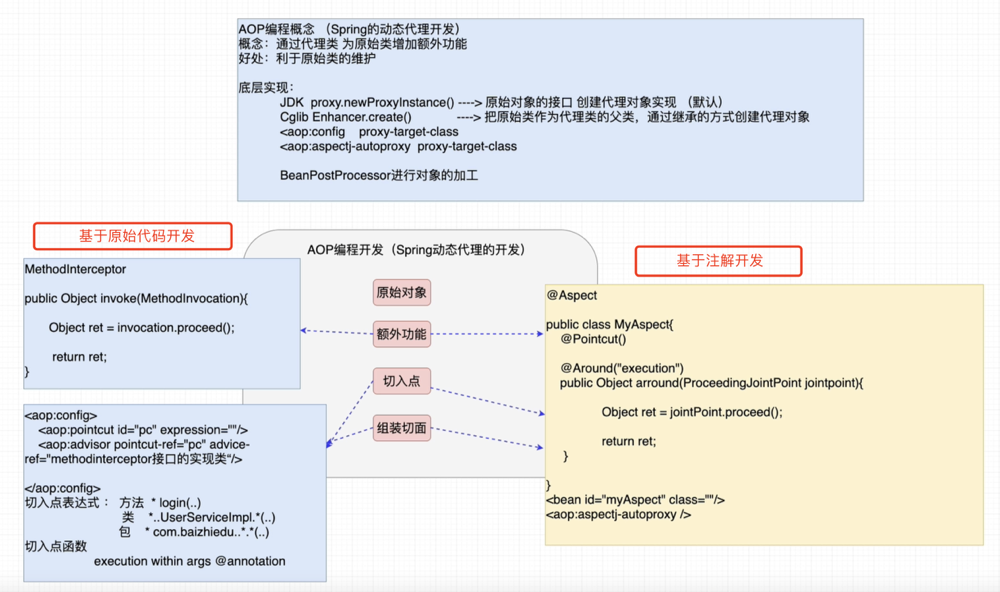 AOP编程概念 （Spring的动态代理开发）
概念：通过代理类 为原始类增加额外功能
好处：利于原始类的维护
底层实现：
JDK proxy.newProxyInstance() ----> 原始对象的接口 创建代理对象实现 （默认）
Cglib Enhancer.create() ----> 把原始类作为代理类的父类，通过继承的方式创建代理对象
<aop:config proxy-target-class
<aop:aspectj-autoproxy proxy-target-class
BeanPostProcessor进行对象的加工
基于原始代码开发
MethodInterceptor
public Object invoke(MethodInvocation){
Object ret = invocation.proceed();
return ret;
}
<aop:config>
<aop:pointcut id="pc" expression=""/>
<aop:advisor pointcut-ref="pc" advice-
ref="methodinterceptor接口的实现类“/>
</aop:config>
切入点表达式： 方法 * login(..)
类 *..UserServiceImpl.*(..)
包 * com.baizhiedu..*.*(..)
切入点函数
execution within args @annotation
AOP编程开发（Spring动态代理的开发）
原始对象
额外功能
切入点
组装切面
基于注解开发
@Aspect
public class MyAspect{
@Pointcut()
@Around("execution")
public Object arround(ProceedingJointPoint jointpoint){
Object ret = jointPoint.proceed();
return ret;
}
}
<bean id="myAspect" class=""/>
<aop:aspectj-autoproxy />